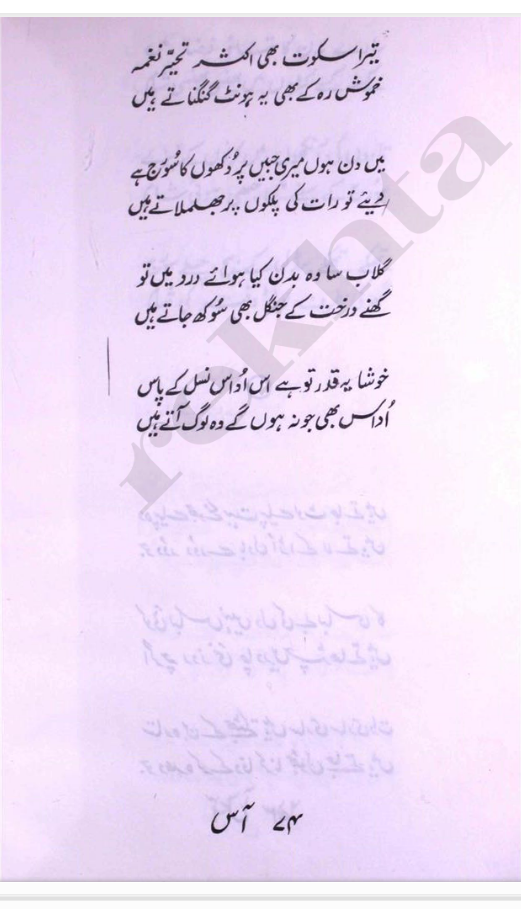 تیرا سکوت بھی اکثر تحیّر نغمہ
خموش رہ کے بھی یہ ہونٹ گنگناتے ہیں
میں دن ہوں میری جبیں پر دُکھوں کا سُورج ہے
دیئے تو رات کی پلکوں پر جھلملاتے ہیں
گلاب سا وہ بدن کیا ہوائے درد میں تو
گھنے درخت کے جنگل بھی سُوکھ جاتے ہیں
خوشا یہ قدر تو ہے اس اُداس نسل کے پاس
اُداس بھی جو نہ ہوں گے وہ لوگ آتے ہیں
rekhta
۷۴ آس